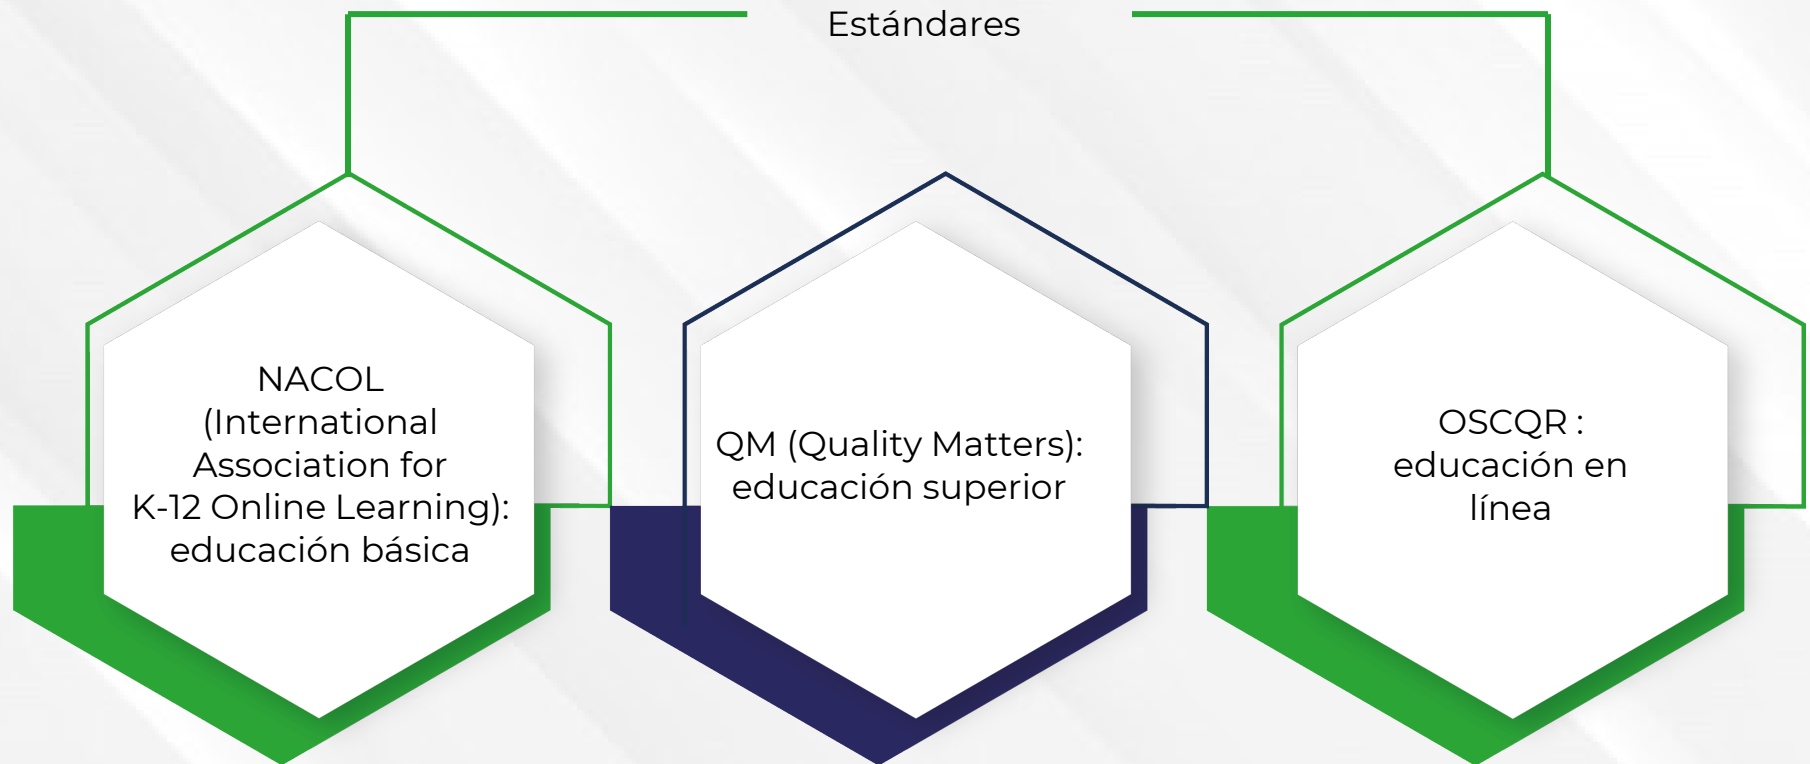 Estándares
NACOL
(International
Association for
K-12 Online Learning):
educación básica
QM (Quality Matters):
educación superior
OSCQR :
educación en
línea